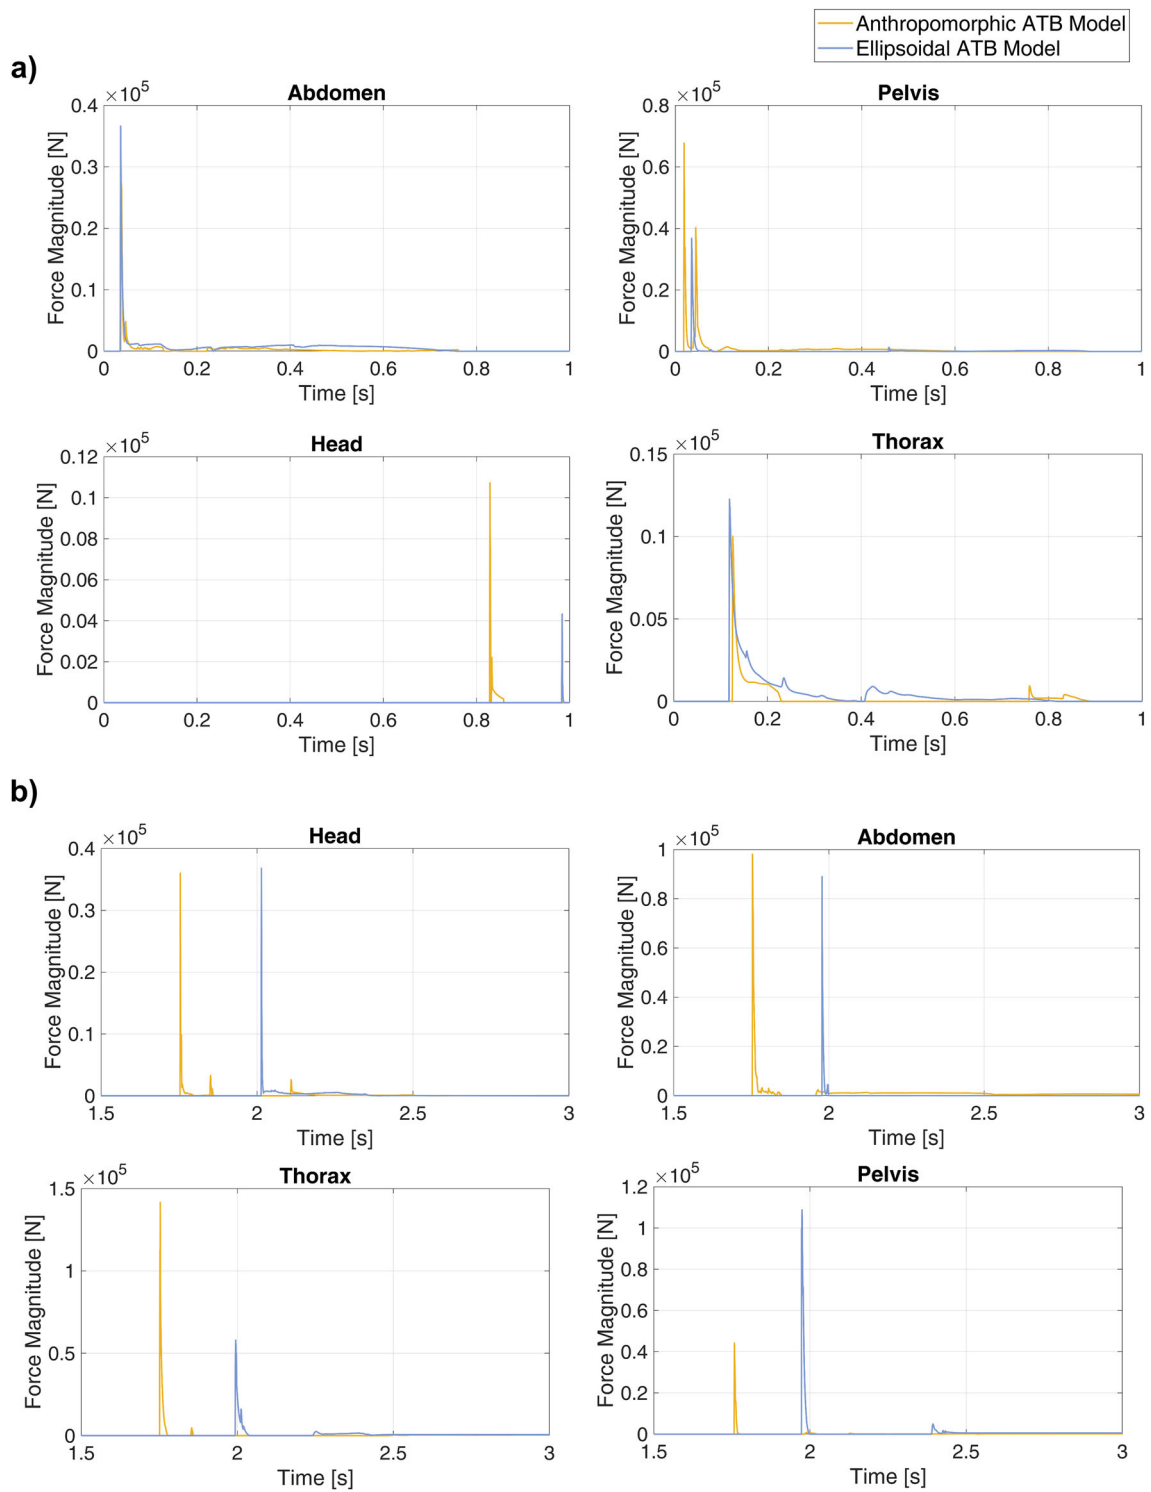 Anthropomorphic ATB Model
Ellipsoidal ATB Model
a)
Abdomen
×10⁵
Force Magnitude [N]
0.4
0.3
0.2
0.1
0
0 0.2 0.4 0.6 0.8 1
Time [s]
Pelvis
×10⁵
Force Magnitude [N]
0.8
0.6
0.4
0.2
0
0 0.2 0.4 0.6 0.8 1
Time [s]
Head
×10⁵
Force Magnitude [N]
0.12
0.1
0.08
0.06
0.04
0.02
0
0 0.2 0.4 0.6 0.8 1
Time [s]
Thorax
×10⁵
Force Magnitude [N]
0.15
0.1
0.05
0
0 0.2 0.4 0.6 0.8 1
Time [s]
b)
Head
×10⁵
Force Magnitude [N]
0.4
0.3
0.2
0.1
0
1.5 2 2.5 3
Time [s]
Abdomen
×10⁵
Force Magnitude [N]
1
0.8
0.6
0.4
0.2
0
1.5 2 2.5 3
Time [s]
Thorax
×10⁵
Force Magnitude [N]
1.5
1
0.5
0
1.5 2 2.5 3
Time [s]
Pelvis
×10⁵
Force Magnitude [N]
1.2
1
0.8
0.6
0.4
0.2
0
1.5 2 2.5 3
Time [s]